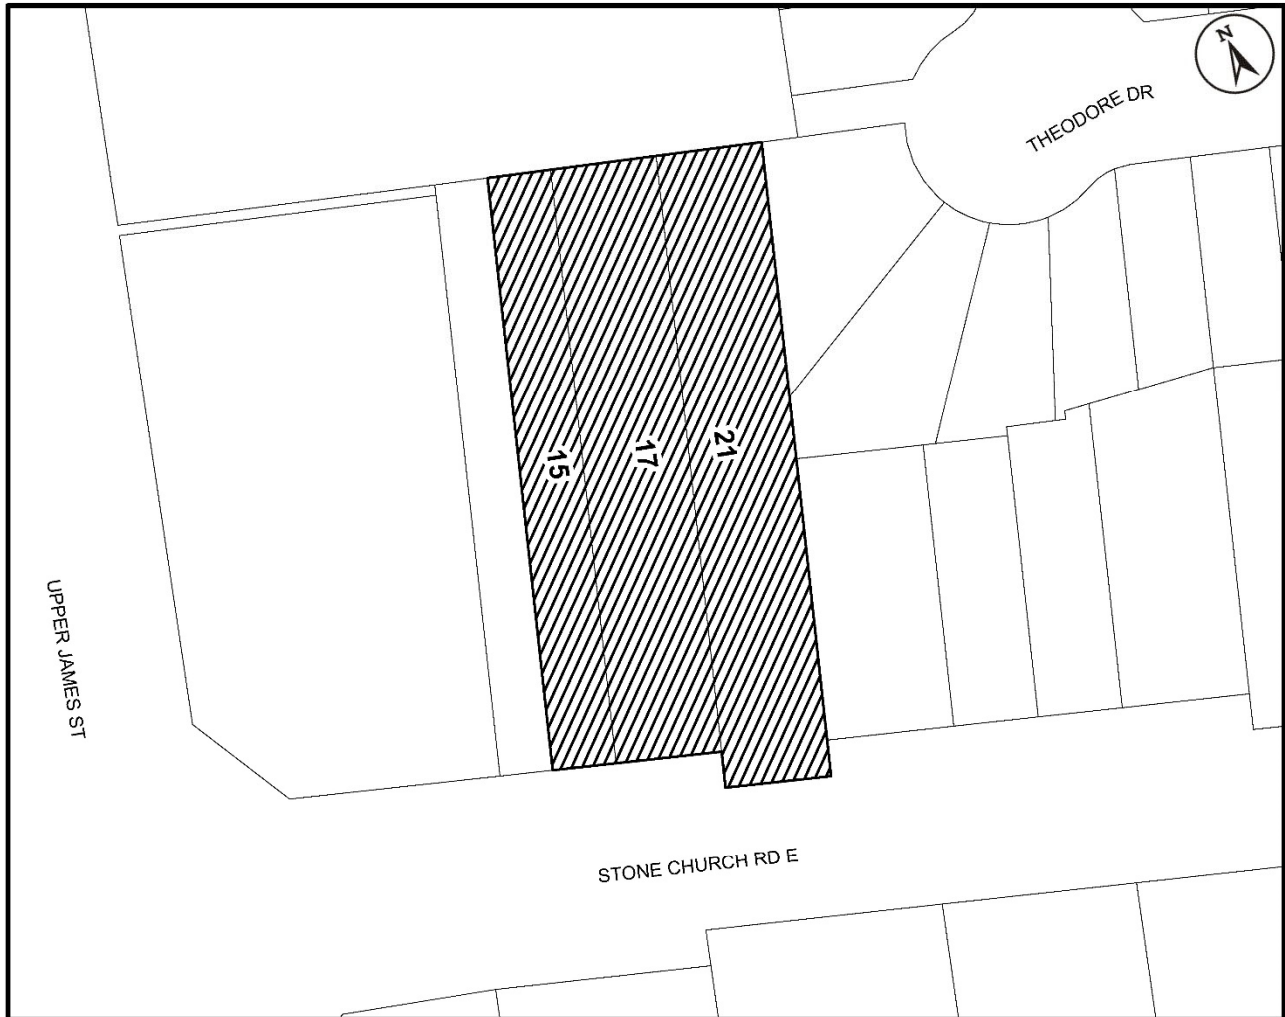 N
THEODORE DR
15
17
21
UPPER JAMES ST
STONE CHURCH RD E